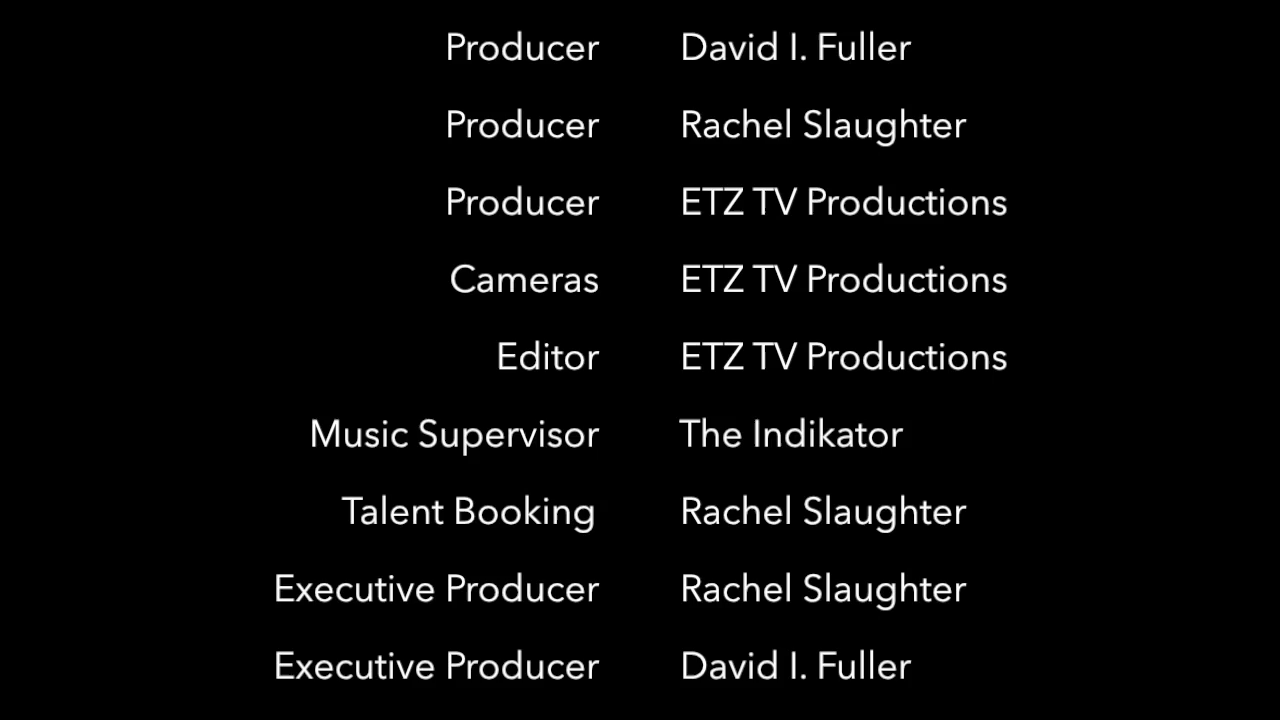 Producer David I. Fuller
Producer Rachel Slaughter
Producer ETZ TV Productions
Cameras ETZ TV Productions
Editor ETZ TV Productions
Music Supervisor The Indikator
Talent Booking Rachel Slaughter
Executive Producer Rachel Slaughter
Executive Producer David I. Fuller